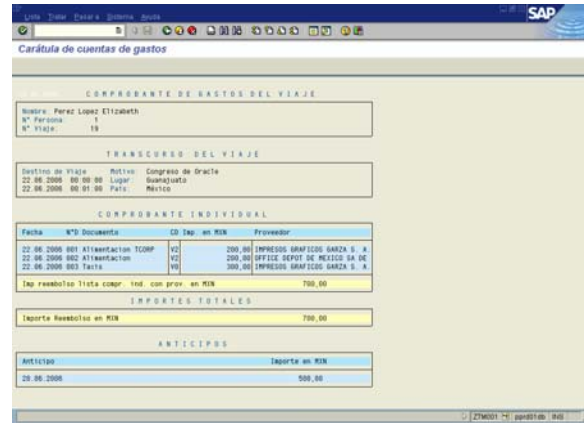 Lista Tratar Pasar a Sistema Ayuda
SAP
Carátula de cuentas de gastos
COMPROBANTE DE GASTOS DEL VIAJE
Nombre: Perez Lopez Elizabeth
N° Persona: 1
N° Viaje: 19
TRANSCURSO DEL VIAJE
Destino de Viaje Motivo: Congreso de Oracle
22.06.2006 00:00:00 Lugar: Guanajuato
22.06.2006 00:01:00 País: México
COMPROBANTE INDIVIDUAL
Fecha N°D Documento CD Imp. en MXN Proveedor
22.06.2006 001 Alimentacion TCORP V2 200,00 IMPRESOS GRAFICOS GARZA S. A.
22.06.2006 002 Alimentacion V2 200,00 OFFICE DEPOT DE MEXICO SA DE
22.06.2006 003 Taxis V0 300,00 IMPRESOS GRAFICOS GARZA S. A.
Imp reembolso lista compr. ind. con prov. en MXN 700,00
IMPORTES TOTALES
Importe Reembolso en MXN 700,00
ANTICIPOS
Anticipo Importe en MXN
20.06.2006 500,00
ZTM001 pprd01db INS